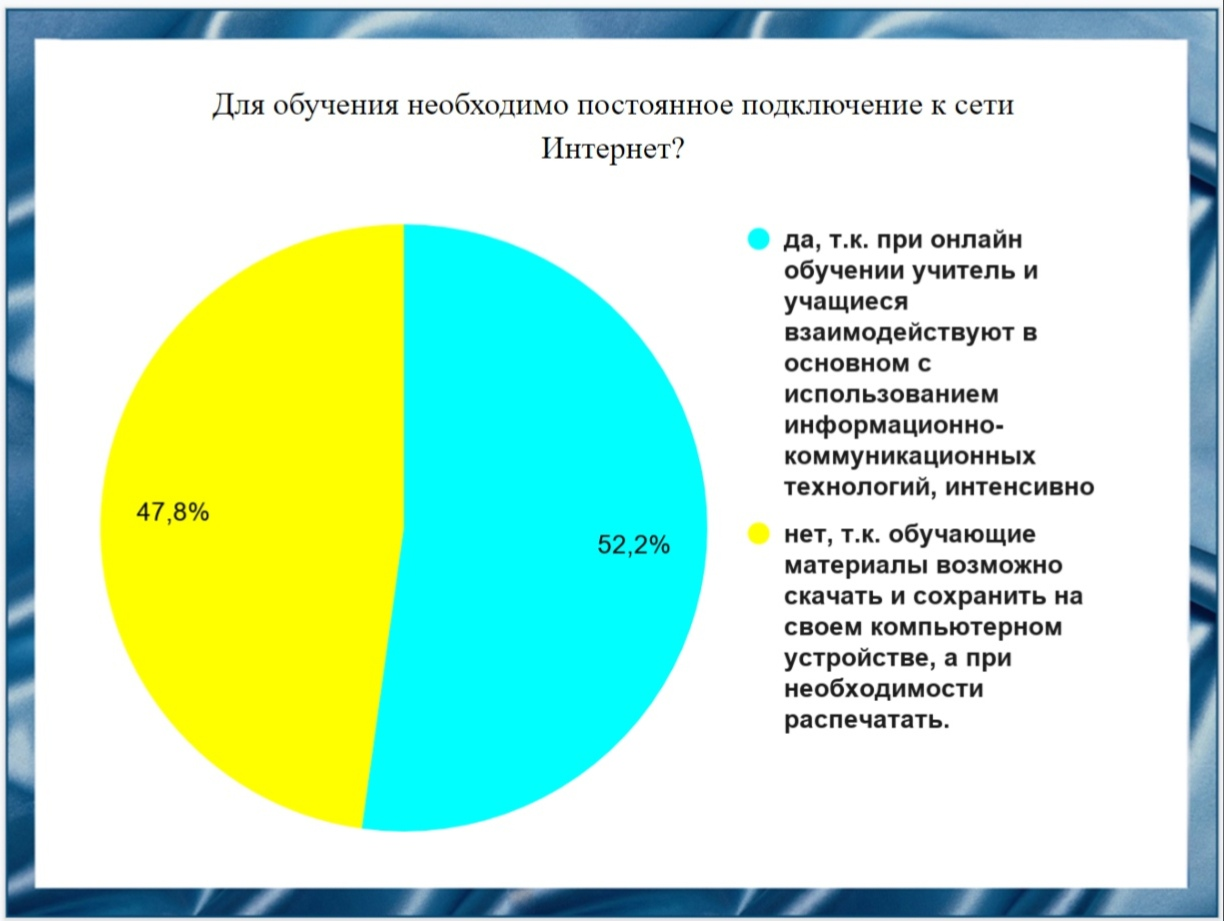 Для обучения необходимо постоянное подключение к сети
Интернет?
да, т.к. при онлайн
обучении учитель и
учащиеся
взаимодействуют в
основном с
использованием
информационно-
коммуникационных
технологий, интенсивно
47,8%
52,2%
нет, т.к. обучающие
материалы возможно
скачать и сохранить на
своем компьютерном
устройстве, а при
необходимости
распечатать.